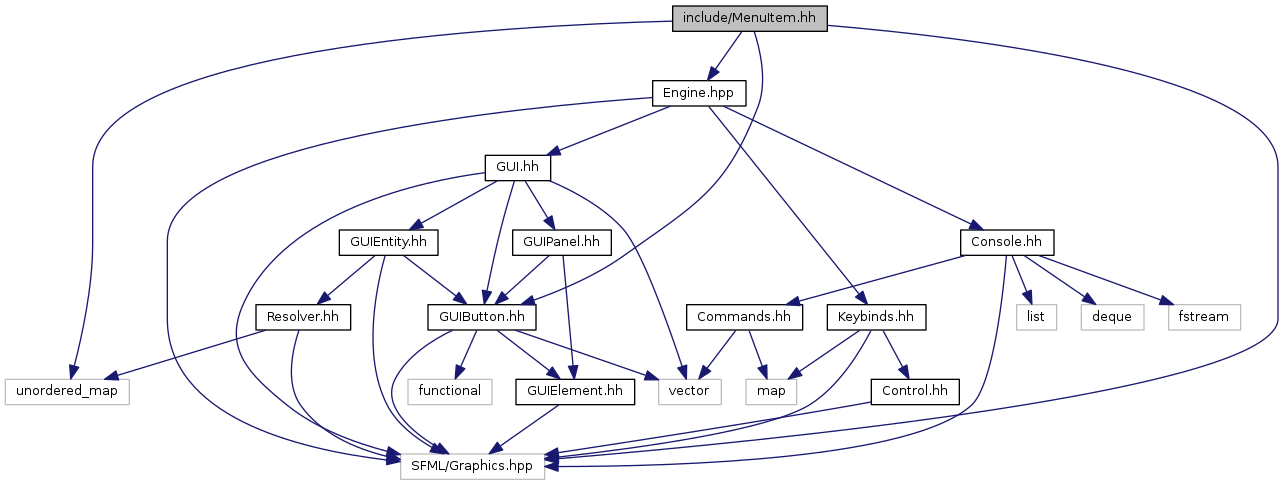 include/MenuItem.hh
Engine.hpp
GUI.hh
GUIEntity.hh
GUIPanel.hh
Console.hh
Resolver.hh
GUIButton.hh
Commands.hh
Keybinds.hh
list
deque
fstream
unordered_map
functional
GUIElement.hh
vector
map
Control.hh
SFML/Graphics.hpp